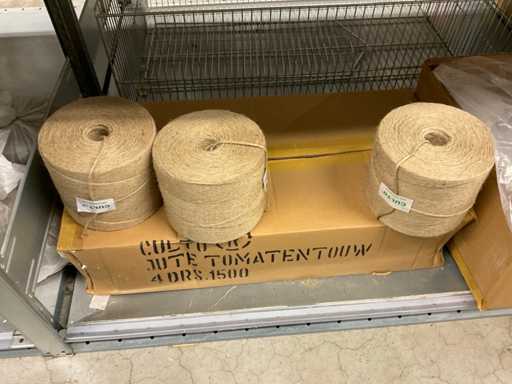 CULTO(R)
JUTE TOMATENTOUW
4 DRS.1500